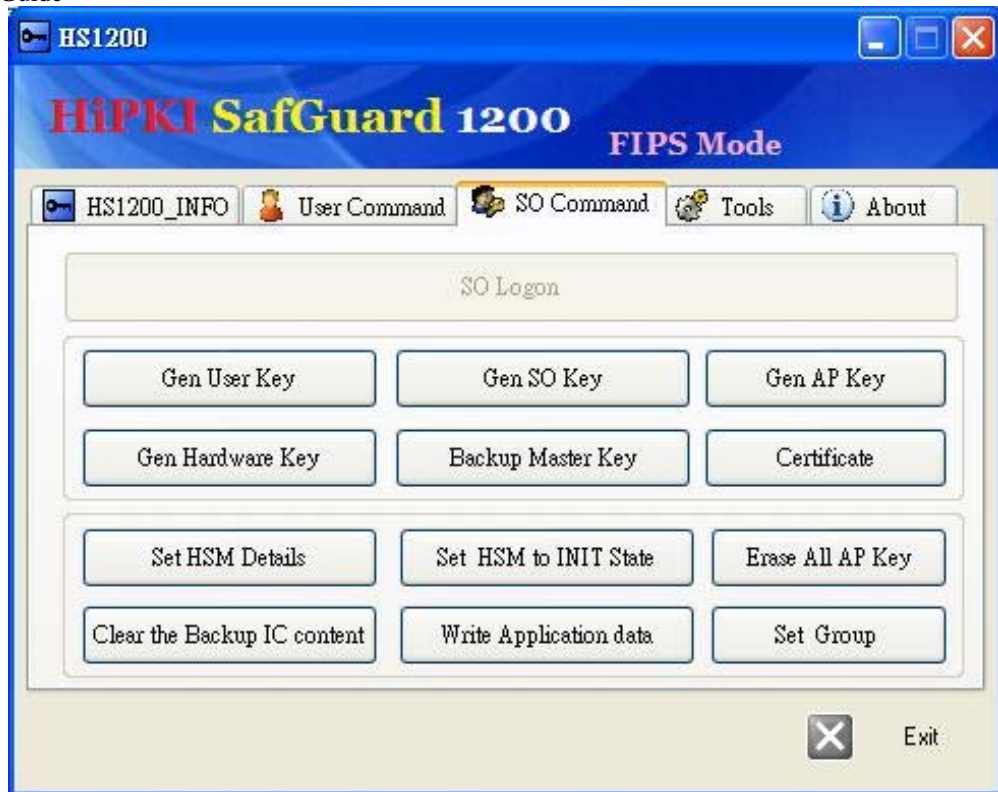 Guide
HS1200
HiPKI SafGuard 1200
FIPS Mode
HS1200_INFO User Command SO Command Tools About
SO Logon
Gen User Key Gen SO Key Gen AP Key
Gen Hardware Key Backup Master Key Certificate
Set HSM Details Set HSM to INIT State Erase All AP Key
Clear the Backup IC content Write Application data Set Group
Exit